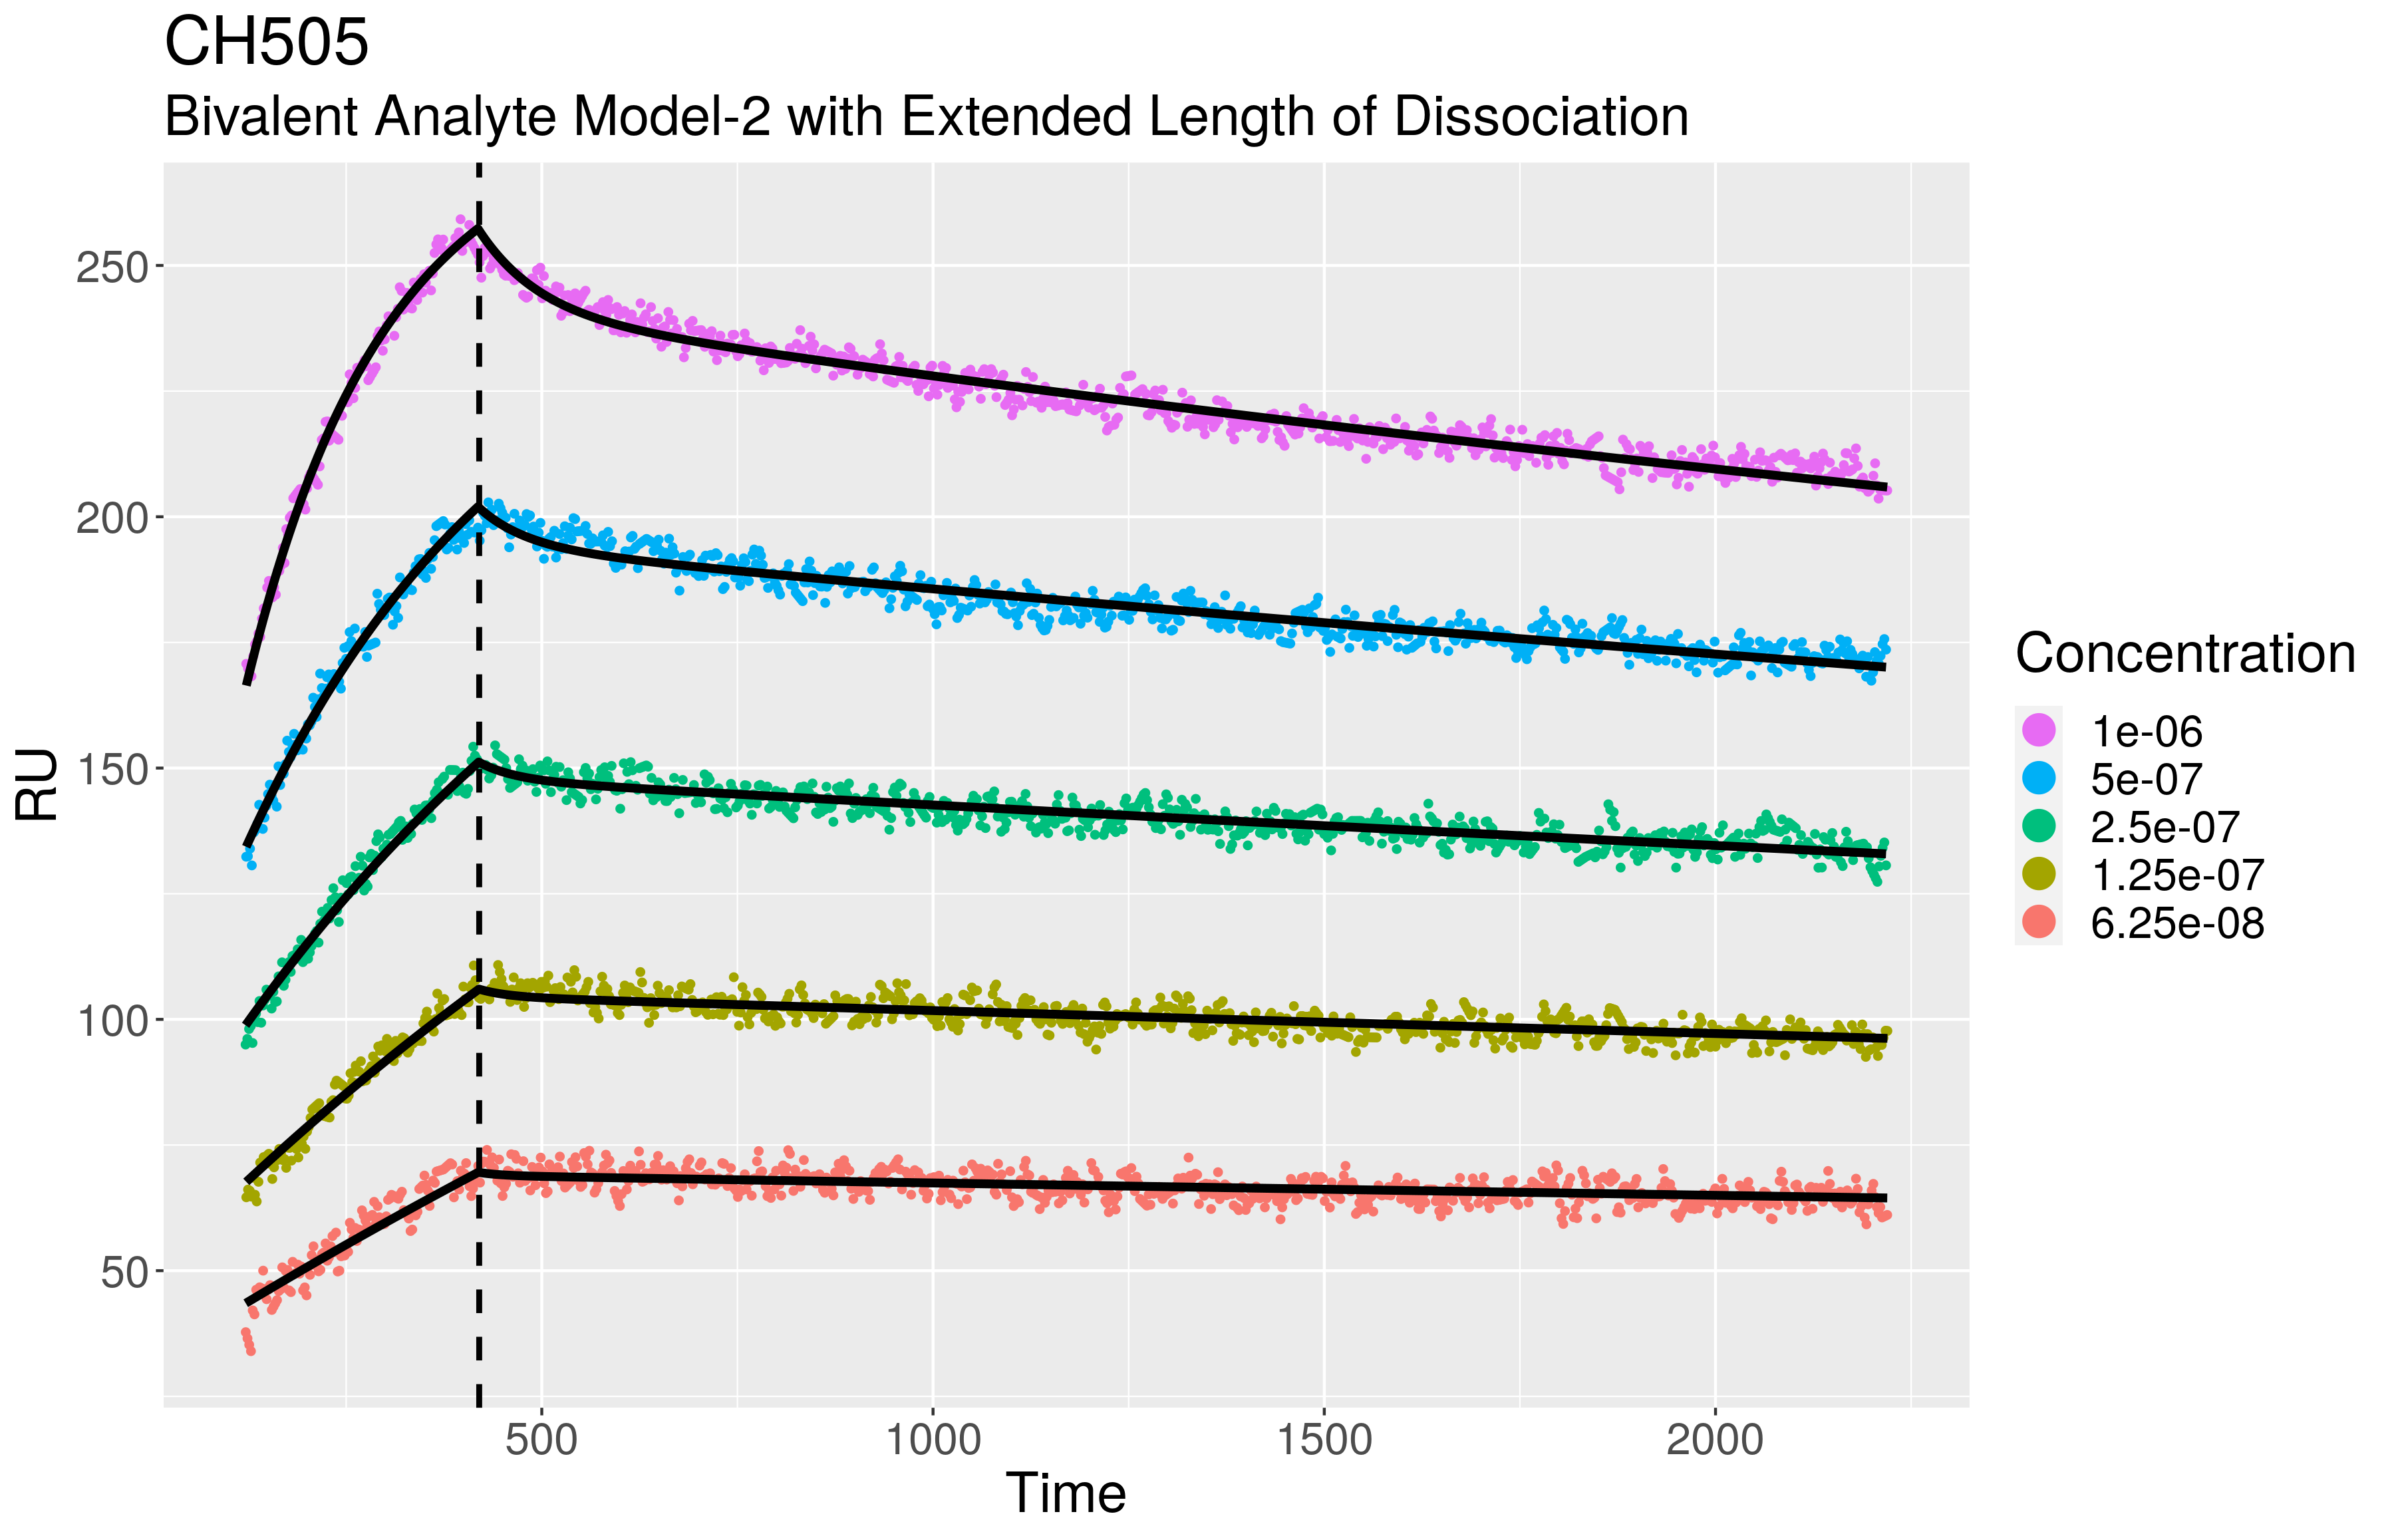 CH505
Bivalent Analyte Model-2 with Extended Length of Dissociation
250
200
150
100
50
RU
500 1000 1500 2000
Time
Concentration
1e-06
5e-07
2.5e-07
1.25e-07
6.25e-08